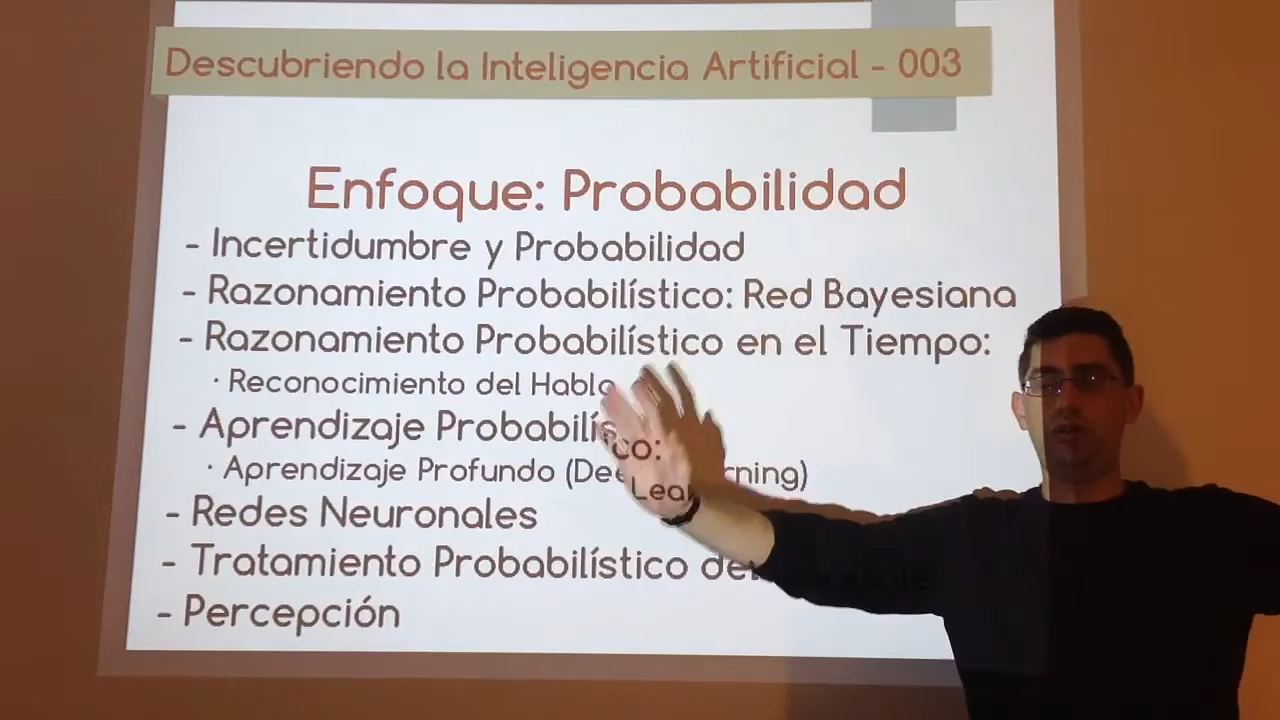 Descubriendo la Inteligencia Artificial - 003
Enfoque: Probabilidad
- Incertidumbre y Probabilidad
- Razonamiento Probabilístico: Red Bayesiana
- Razonamiento Probabilístico en el Tiempo:
· Reconocimiento del Habla
- Aprendizaje Probabilístico:
· Aprendizaje Profundo (Deep Learning)
- Redes Neuronales
- Tratamiento Probabilístico del
- Percepción